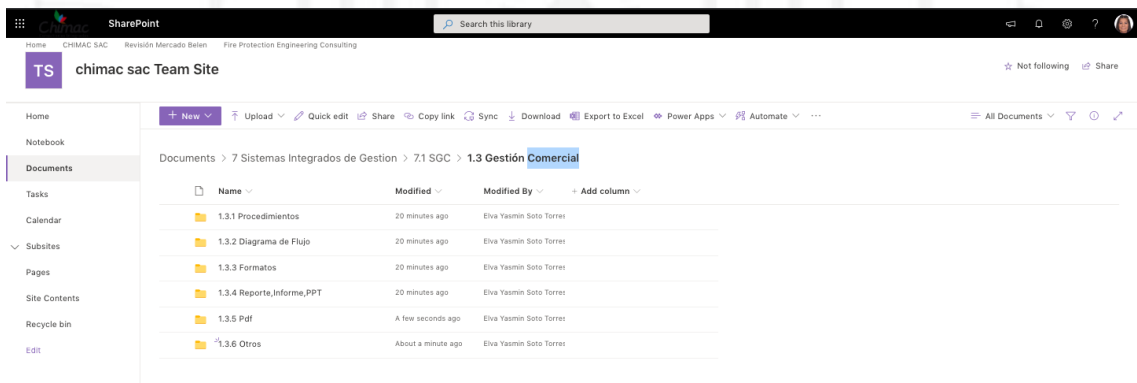 Chimac SharePoint Search this library ?
Home CHIMAC SAC Revisión Mercado Belen Fire Protection Engineering Consulting
TS chimac sac Team Site Not following Share
Home
Notebook
Documents
Tasks
Calendar
Subsites
Pages
Site Contents
Recycle bin
Edit
+ New Upload Quick edit Share Copy link Sync Download Export to Excel Power Apps Automate ... All Documents
Documents > 7 Sistemas Integrados de Gestion > 7.1 SGC > 1.3 Gestión Comercial
Name Modified Modified By + Add column
1.3.1 Procedimientos 20 minutes ago Elva Yasmin Soto Torres
1.3.2 Diagrama de Flujo 20 minutes ago Elva Yasmin Soto Torres
1.3.3 Formatos 20 minutes ago Elva Yasmin Soto Torres
1.3.4 Reporte,Informe,PPT 20 minutes ago Elva Yasmin Soto Torres
1.3.5 Pdf A few seconds ago Elva Yasmin Soto Torres
1.3.6 Otros About a minute ago Elva Yasmin Soto Torres